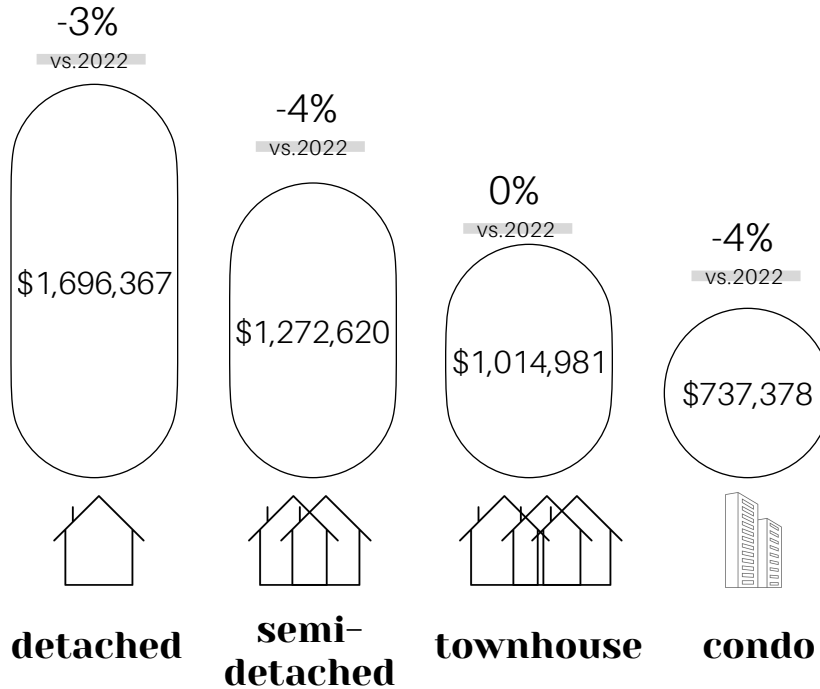 -3%
vs.2022
$1,696,367
detached
-4%
vs.2022
$1,272,620
semi-
detached
0%
vs.2022
$1,014,981
townhouse
-4%
vs.2022
$737,378
condo